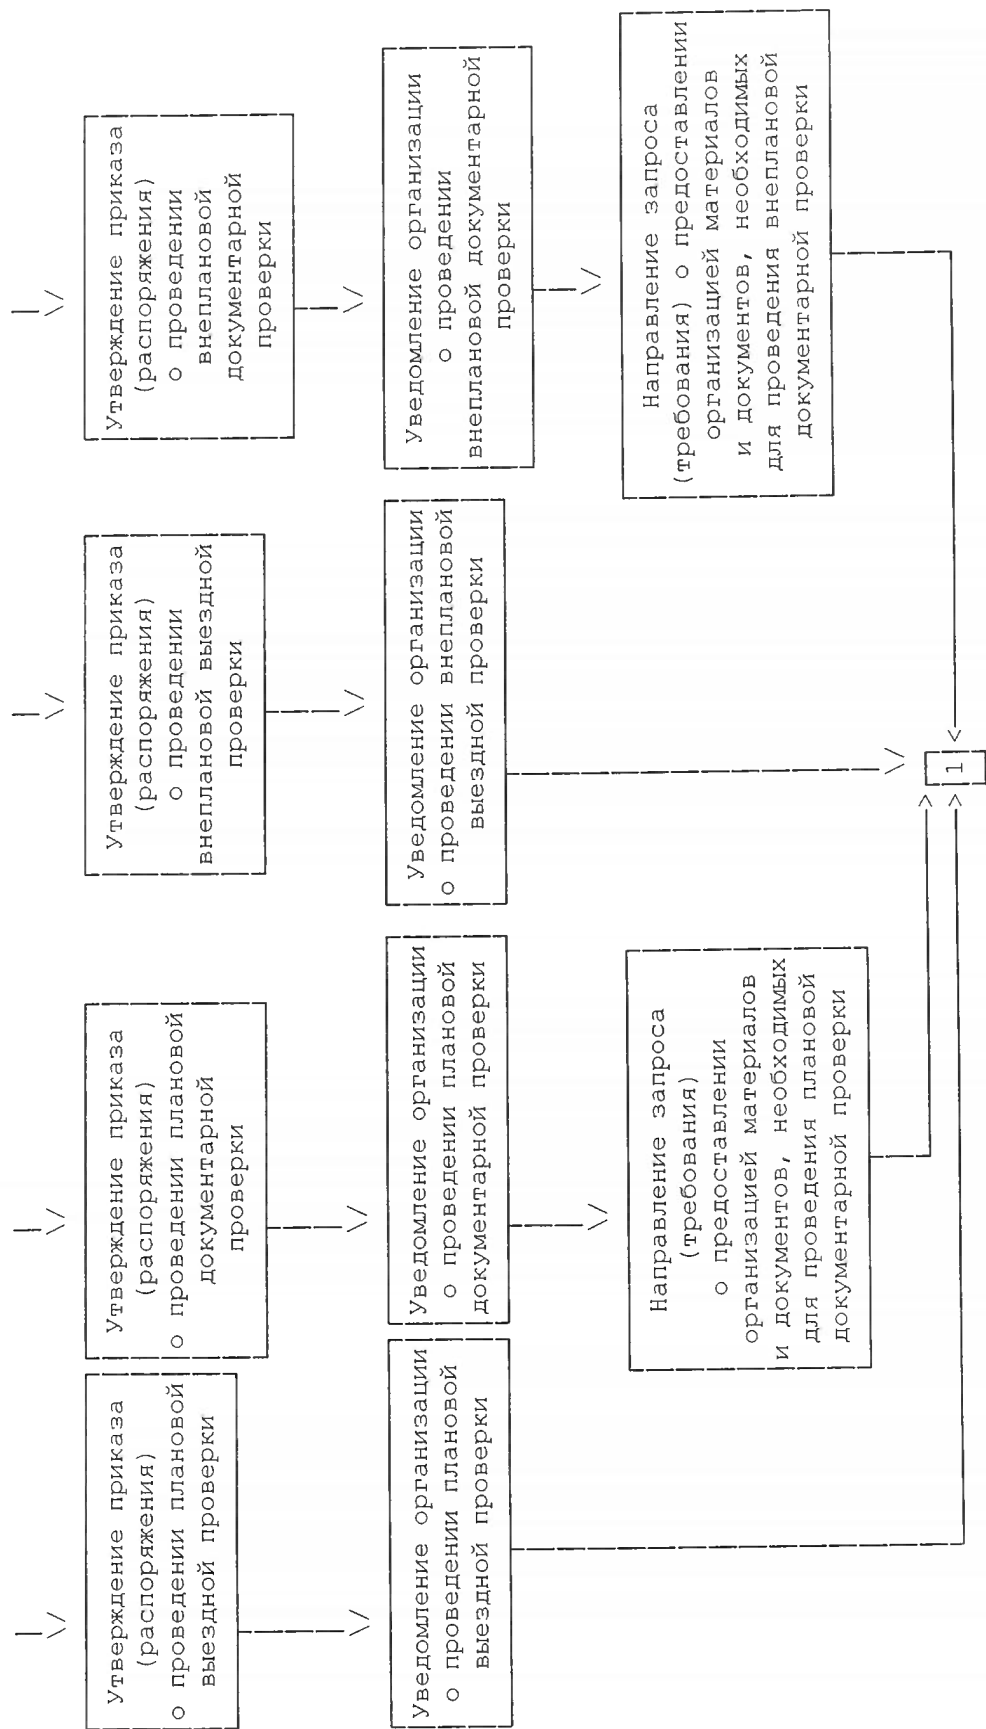 Утверждение приказа
(распоряжения)
о проведении плановой
выездной проверки
Утверждение приказа
(распоряжения)
о проведении плановой
документарной
проверки
Утверждение приказа
(распоряжения)
о проведении
внеплановой выездной
проверки
Утверждение приказа
(распоряжения)
о проведении
внеплановой
документарной
проверки
Уведомление организации
о проведении плановой
выездной проверки
Уведомление организации
о проведении плановой
документарной проверки
Уведомление организации
о проведении внеплановой
выездной проверки
Уведомление организации
о проведении
внеплановой документарной
проверки
Направление запроса
(требования)
о предоставлении
организацией материалов
и документов, необходимых
для проведения плановой
документарной проверки
Направление запроса
(требования) о предоставлении
организацией материалов
и документов, необходимых
для проведения внеплановой
документарной проверки
1